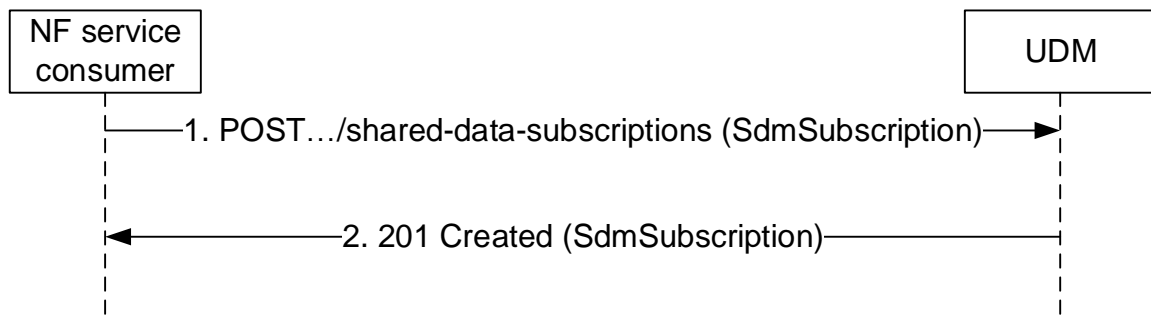 NF service
consumer
UDM
1. POST…/shared-data-subscriptions (SdmSubscription)
2. 201 Created (SdmSubscription)